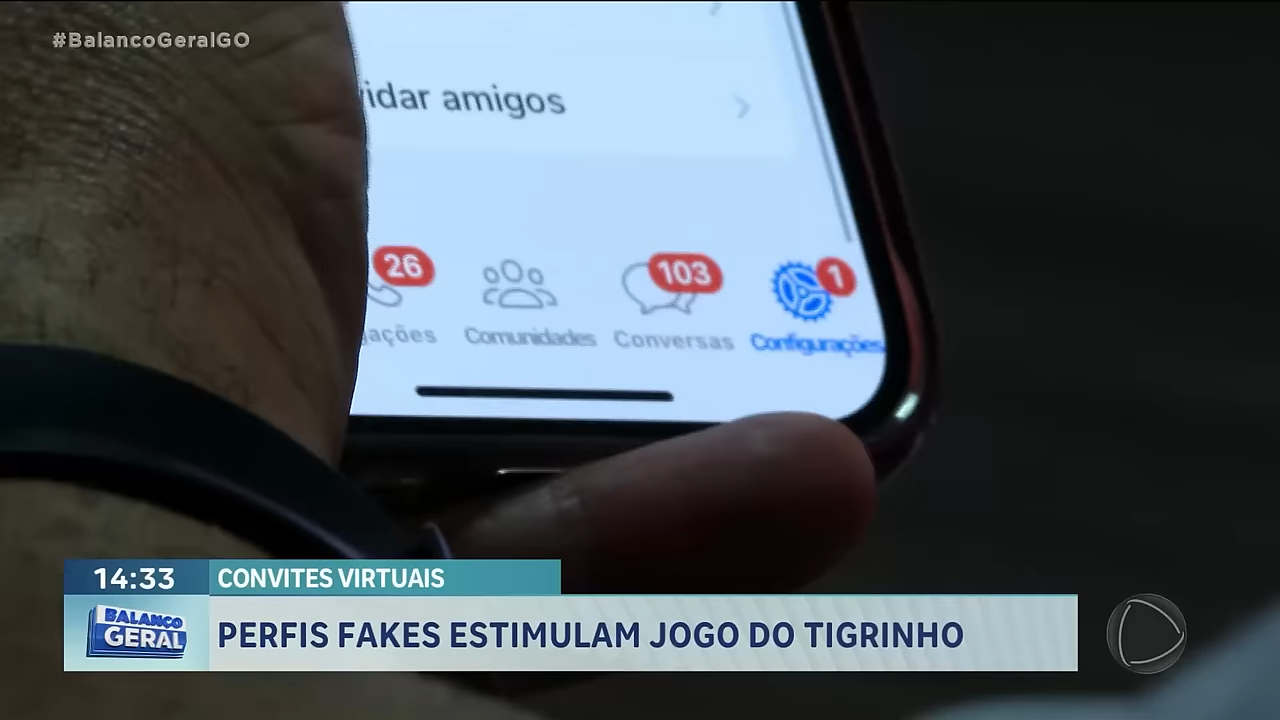 #BalancoGeralGO
vidar amigos
26
103
1
gações
Comunidades
Conversas
Configurações
14:33
CONVITES VIRTUAIS
BALANÇO
GERAL
PERFIS FAKES ESTIMULAM JOGO DO TIGRINHO